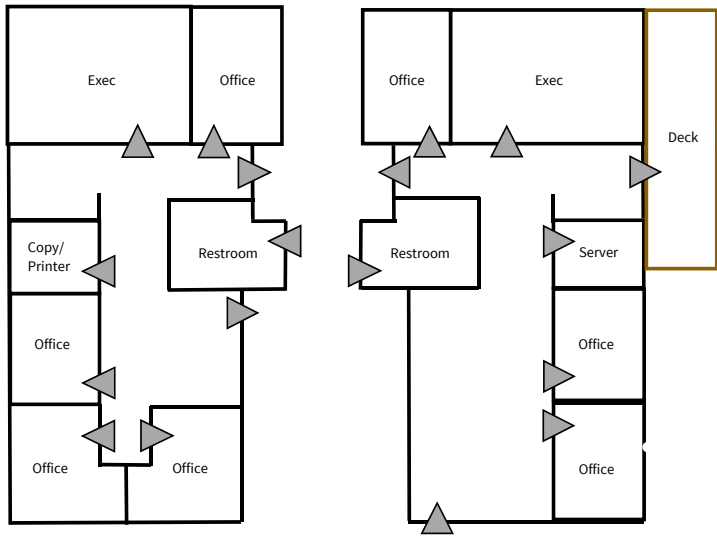 Exec
Office
Office
Exec
Deck
Copy/
Printer
Restroom
Restroom
Server
Office
Office
Office
Office
Office